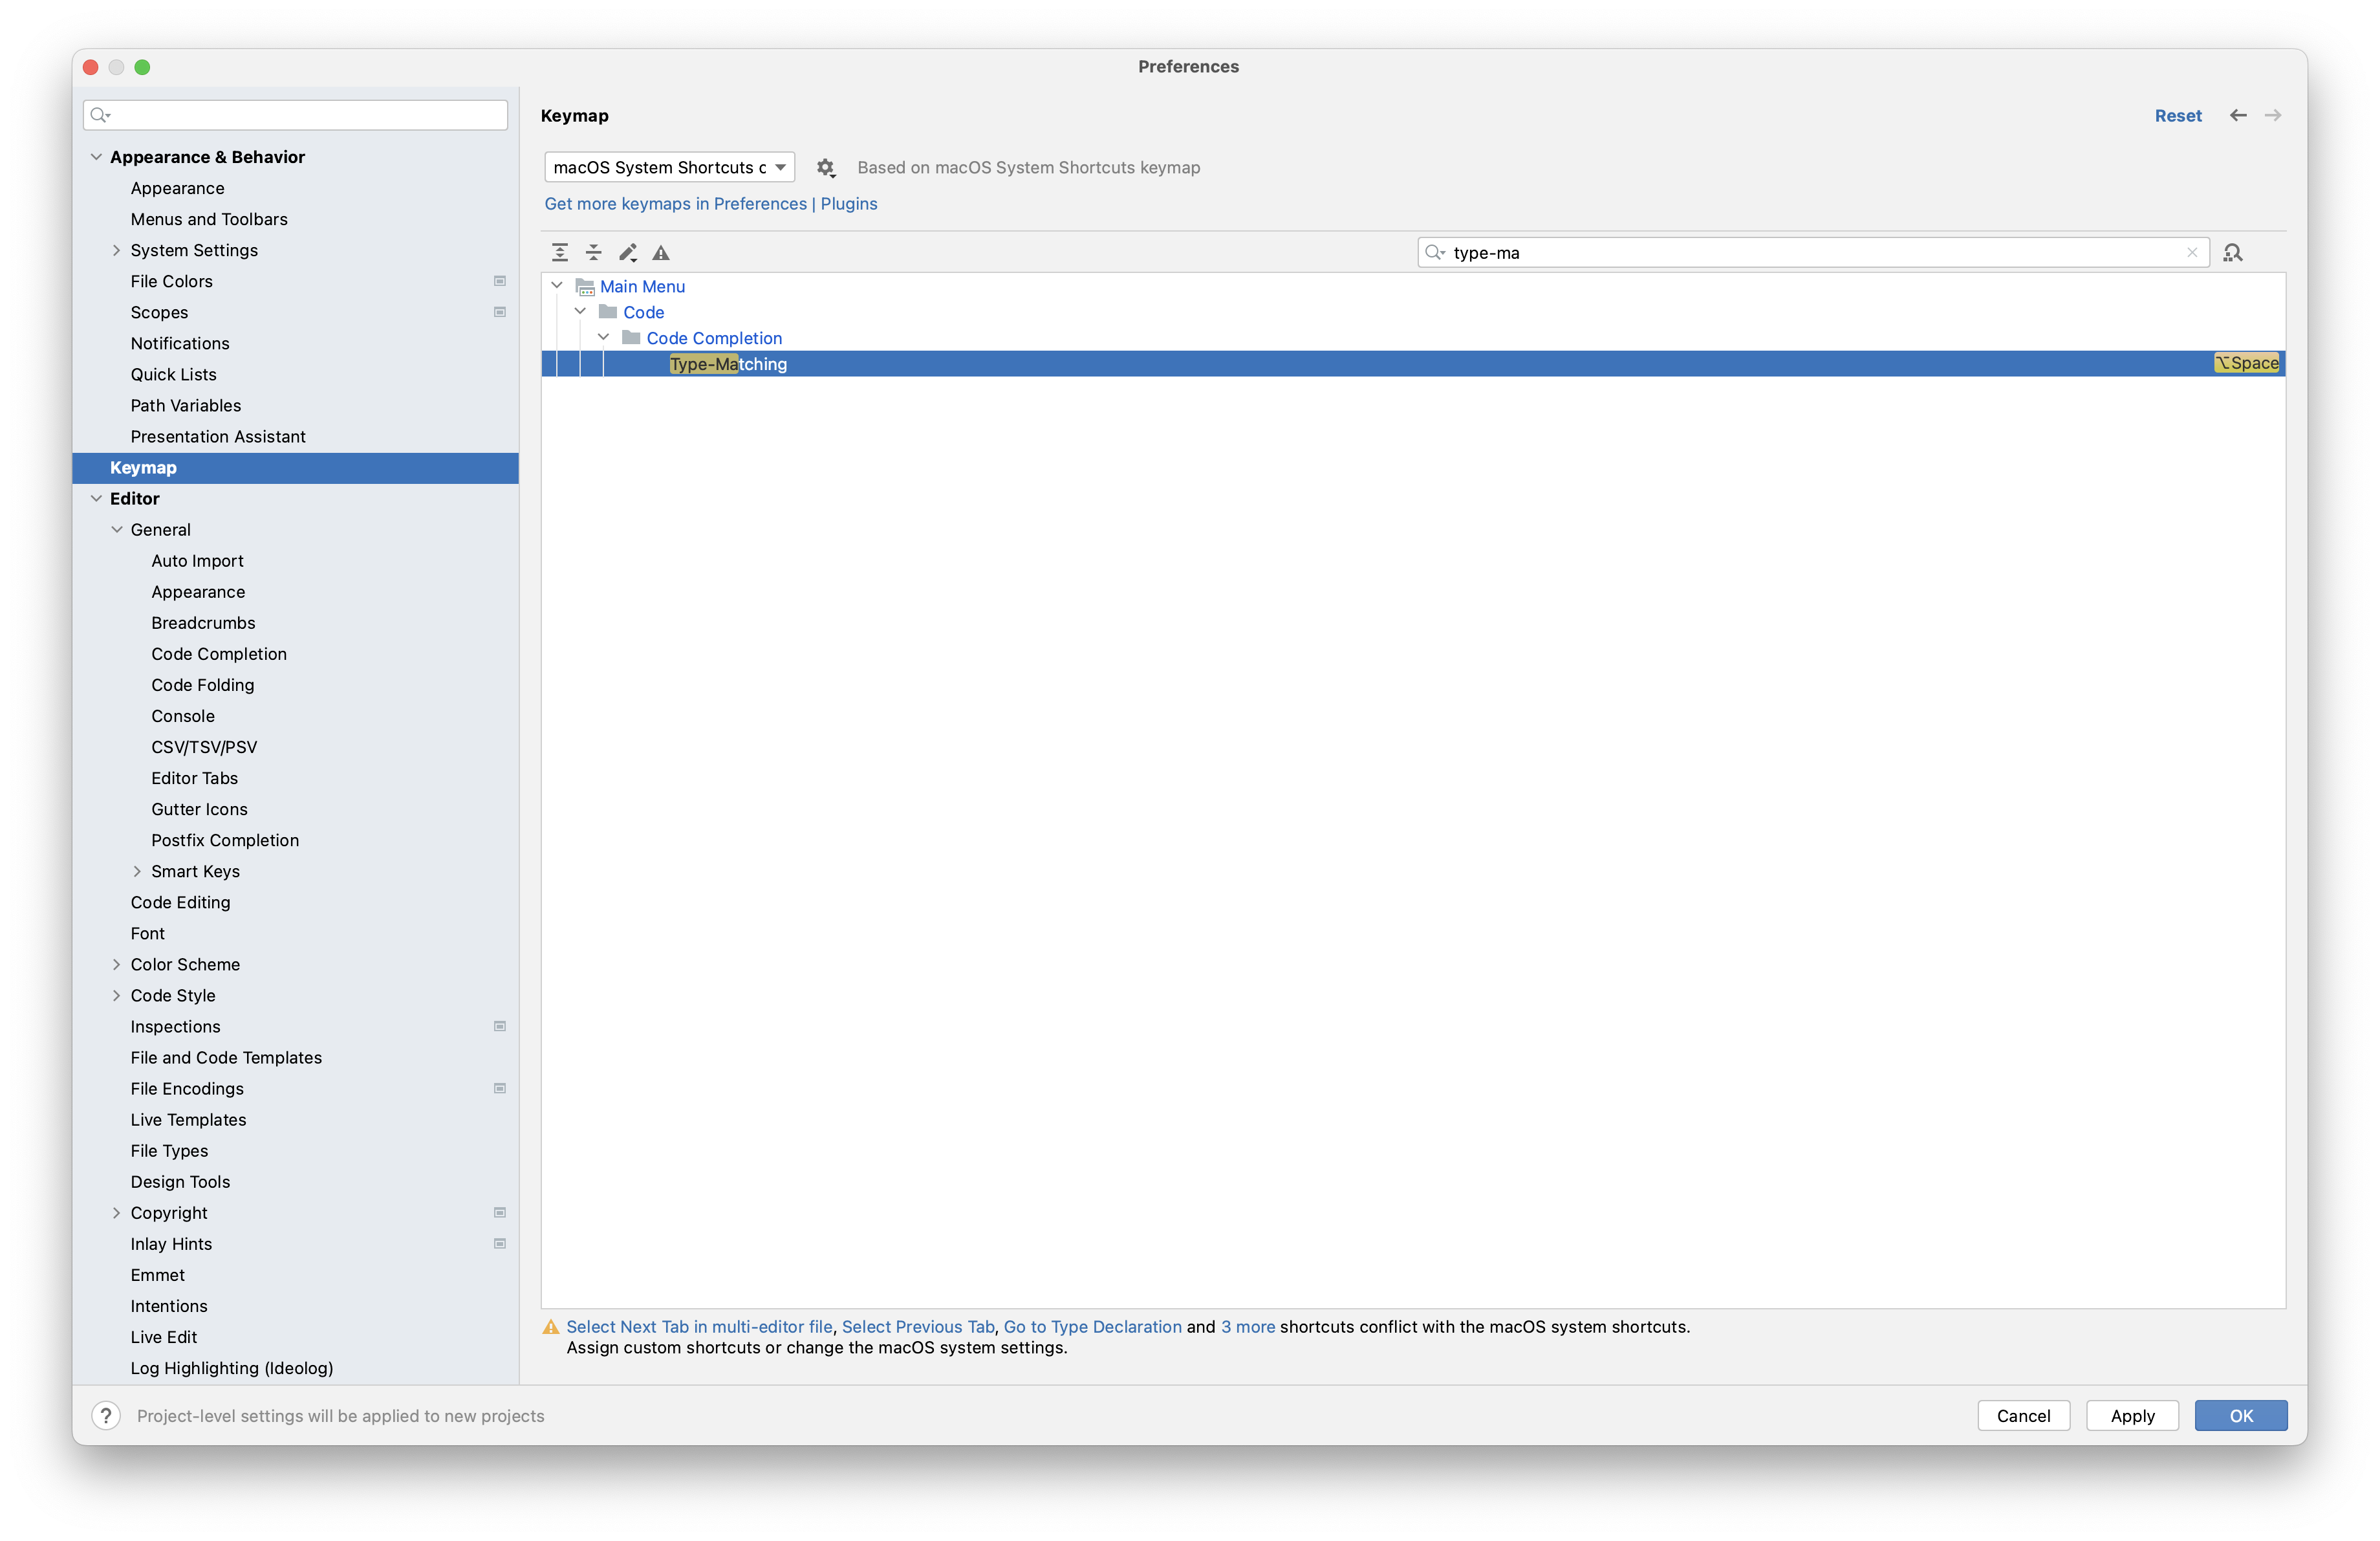 Preferences
Appearance & Behavior
Appearance
Menus and Toolbars
System Settings
File Colors
Scopes
Notifications
Quick Lists
Path Variables
Presentation Assistant
Keymap
Editor
General
Auto Import
Appearance
Breadcrumbs
Code Completion
Code Folding
Console
CSV/TSV/PSV
Editor Tabs
Gutter Icons
Postfix Completion
Smart Keys
Code Editing
Font
Color Scheme
Code Style
Inspections
File and Code Templates
File Encodings
Live Templates
File Types
Design Tools
Copyright
Inlay Hints
Emmet
Intentions
Live Edit
Log Highlighting (Ideolog)
Keymap
Reset
macOS System Shortcuts c
Based on macOS System Shortcuts keymap
Get more keymaps in Preferences | Plugins
type-ma
Main Menu
Code
Code Completion
Type-Matching ⌥Space
Select Next Tab in multi-editor file, Select Previous Tab, Go to Type Declaration and 3 more shortcuts conflict with the macOS system shortcuts.
Assign custom shortcuts or change the macOS system settings.
? Project-level settings will be applied to new projects
Cancel
Apply
OK